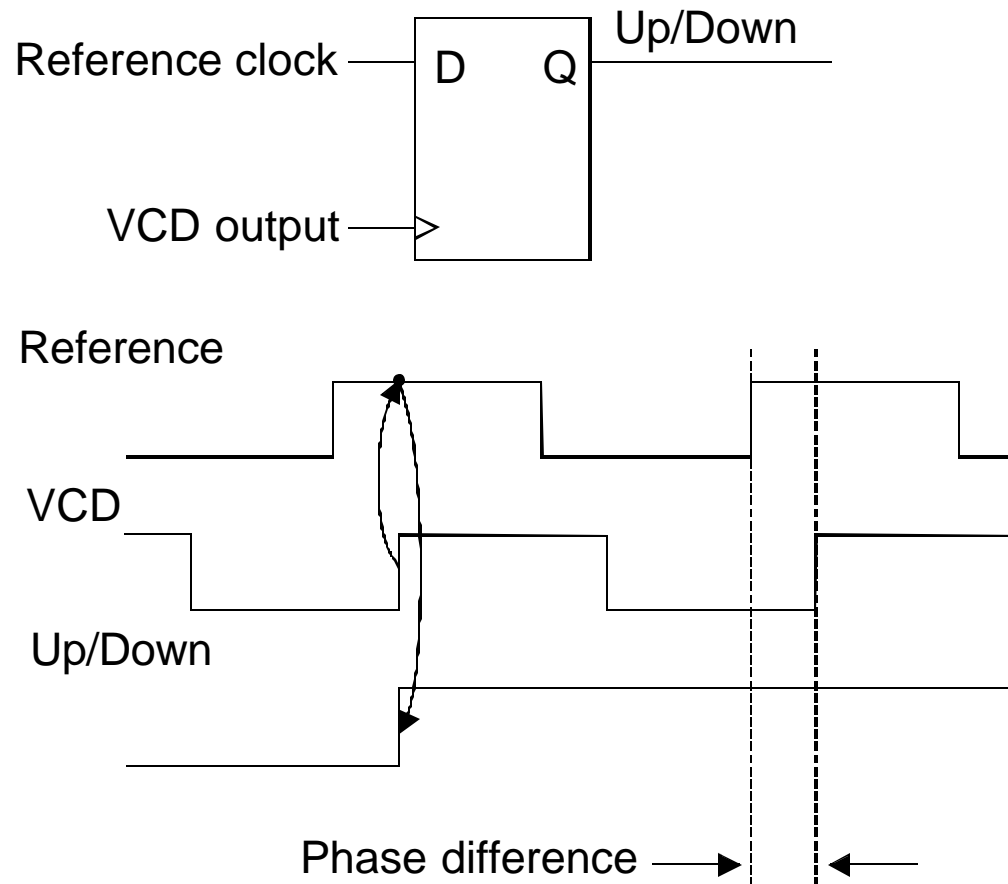 Up/Down
Reference clock
D Q
VCD output
Reference
VCD
Up/Down
Phase difference